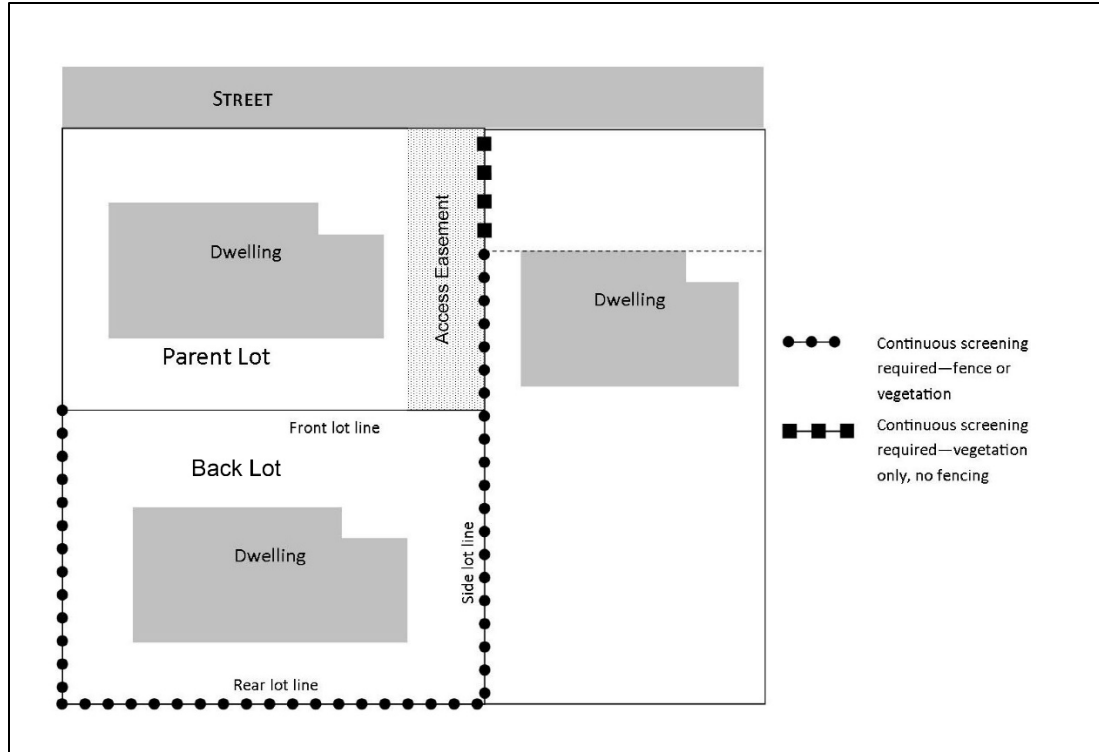 STREET
Access Easement
Dwelling
Dwelling
Parent Lot
Continuous screening
required—fence or
vegetation
Continuous screening
required—vegetation
only, no fencing
Front lot line
Back Lot
Side lot line
Dwelling
Rear lot line